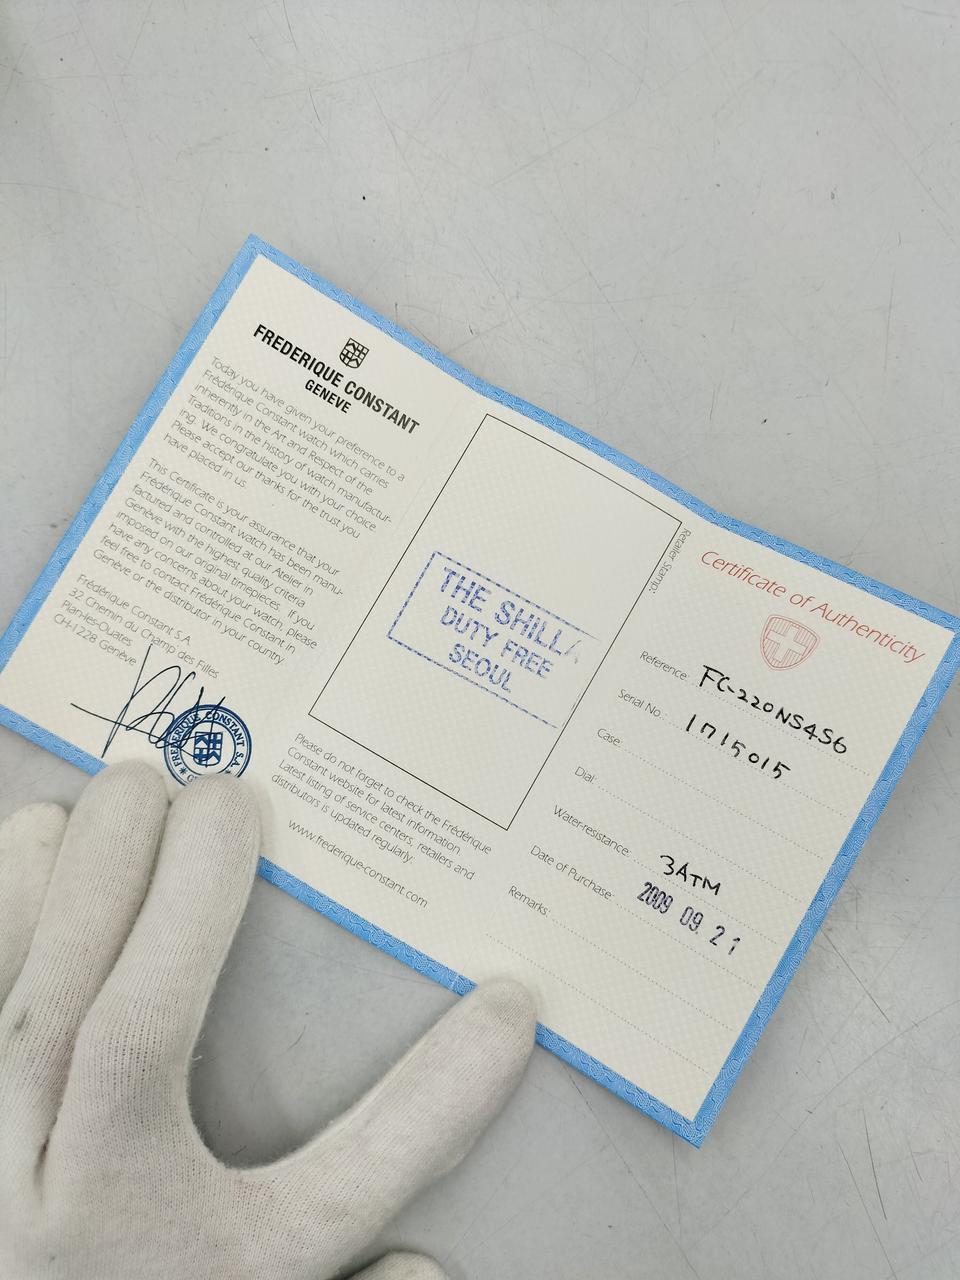 FREDERIQUE CONSTANT
GENEVE
Today you have given your preference to a
Frédérique Constant watch which carries
inherently in the Art and Respect of the
Traditions in the history of watch manufactur-
ing. We congratulate you with your choice
Please accept our thanks for the trust you
have placed in us.
This Certificate is your assurance that your
Frédérique Constant watch has been manu-
factured and controlled at our Atelier in
Genève with the highest quality criteria
imposed on our original timepieces. If you
have any concerns about your watch, please
feel free to contact Frédérique Constant in
Genève or the distributor in your country.
Frédérique Constant S.A
32 Chemin du Champ des Filles
Plan-les-Ouates
CH-1228 Genève
FREDERIQUE CONSTANT S.A.
Retailer Stamp:
THE SHILLA
DUTY FREE
SEOUL
Please do not forget to check the Frédérique
Constant website for latest information.
Latest listing of service centers, retailers and
distributors is updated regularly.
www.frederique-constant.com
Certificate of Authenticity
Reference: FC-220NS4S6
Serial No.: 1715015
Case:
Dial:
Water-resistance: 3ATM
Date of Purchase: 2009 09. 21
Remarks: